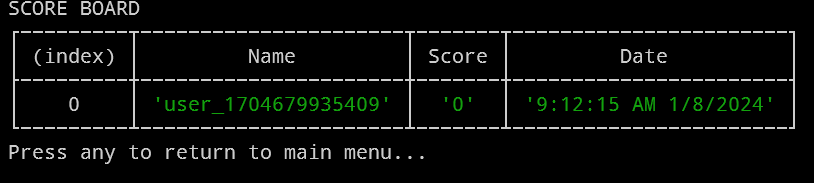 SCORE BOARD
(index) Name Score Date
0 'user_1704679935409' '0' '9:12:15 AM 1/8/2024'
Press any to return to main menu...